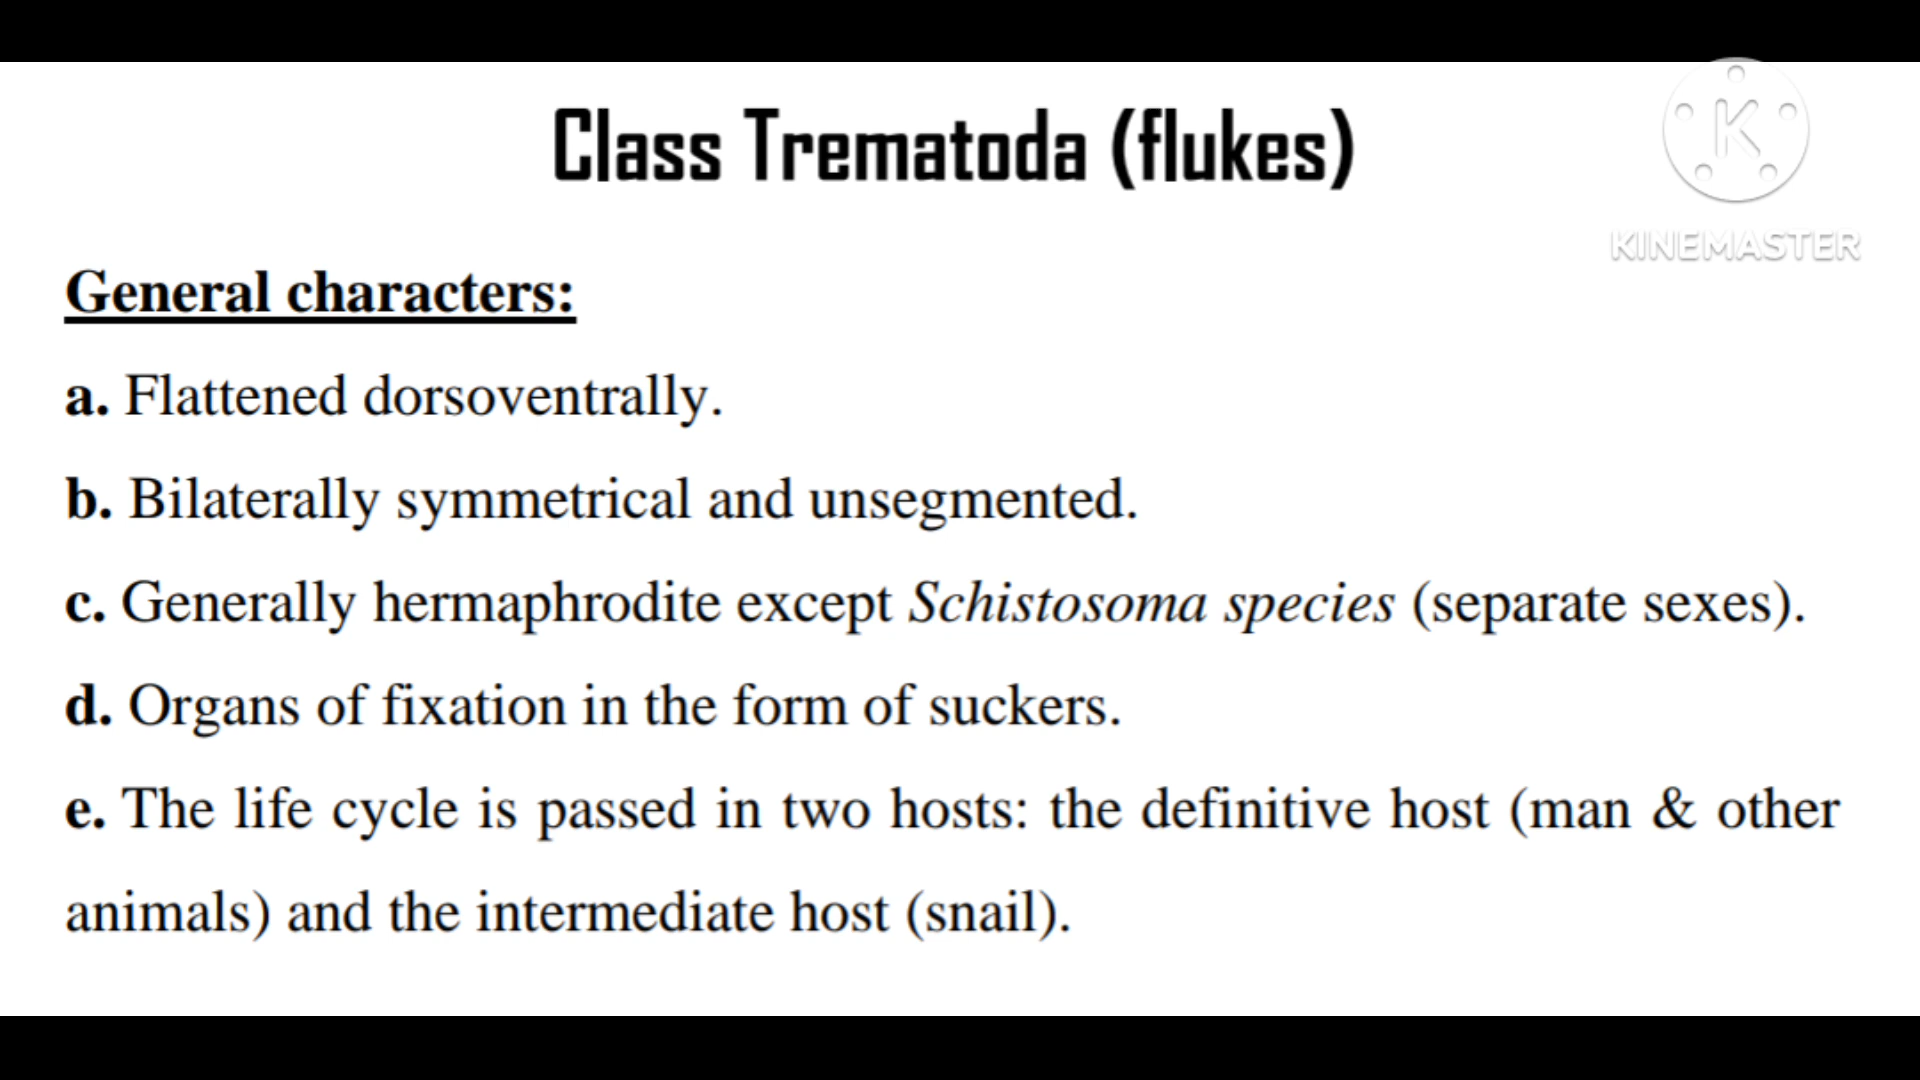 Class Trematoda (flukes)
K
KINEMASTER
General characters:
a. Flattened dorsoventrally.
b. Bilaterally symmetrical and unsegmented.
c. Generally hermaphrodite except Schistosoma species (separate sexes).
d. Organs of fixation in the form of suckers.
e. The life cycle is passed in two hosts: the definitive host (man & other
animals) and the intermediate host (snail).